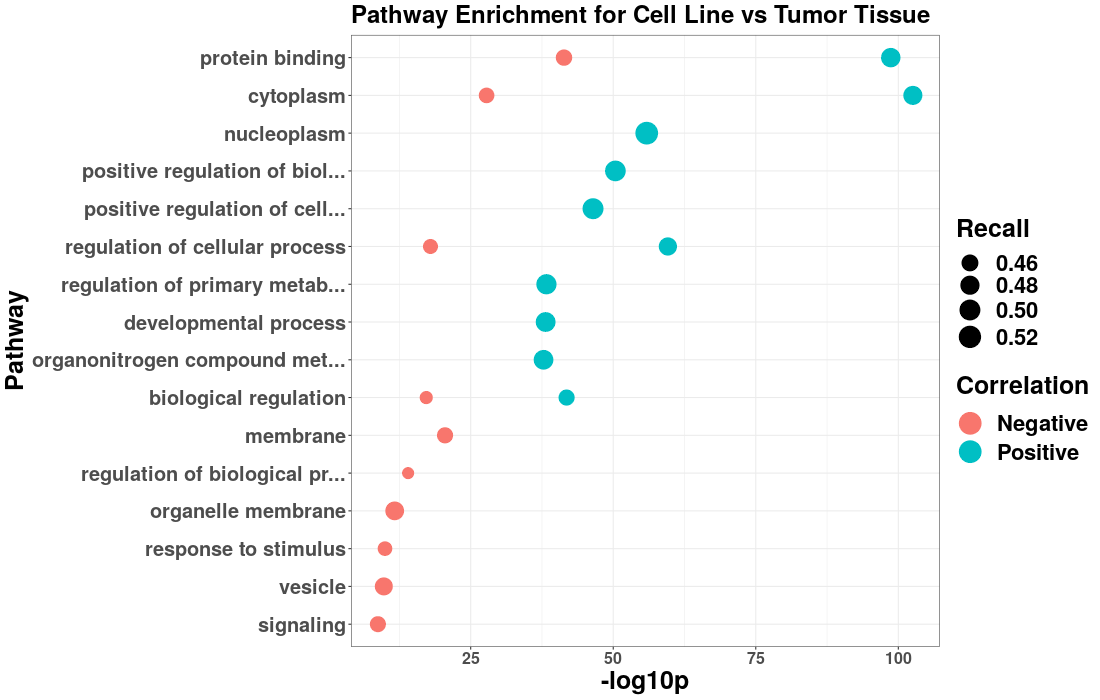 Pathway Enrichment for Cell Line vs Tumor Tissue
Pathway
protein binding
cytoplasm
nucleoplasm
positive regulation of biol...
positive regulation of cell...
regulation of cellular process
regulation of primary metab...
developmental process
organonitrogen compound met...
biological regulation
membrane
regulation of biological pr...
organelle membrane
response to stimulus
vesicle
signaling
25 50 75 100
-log10p
Recall
0.46
0.48
0.50
0.52
Correlation
Negative
Positive